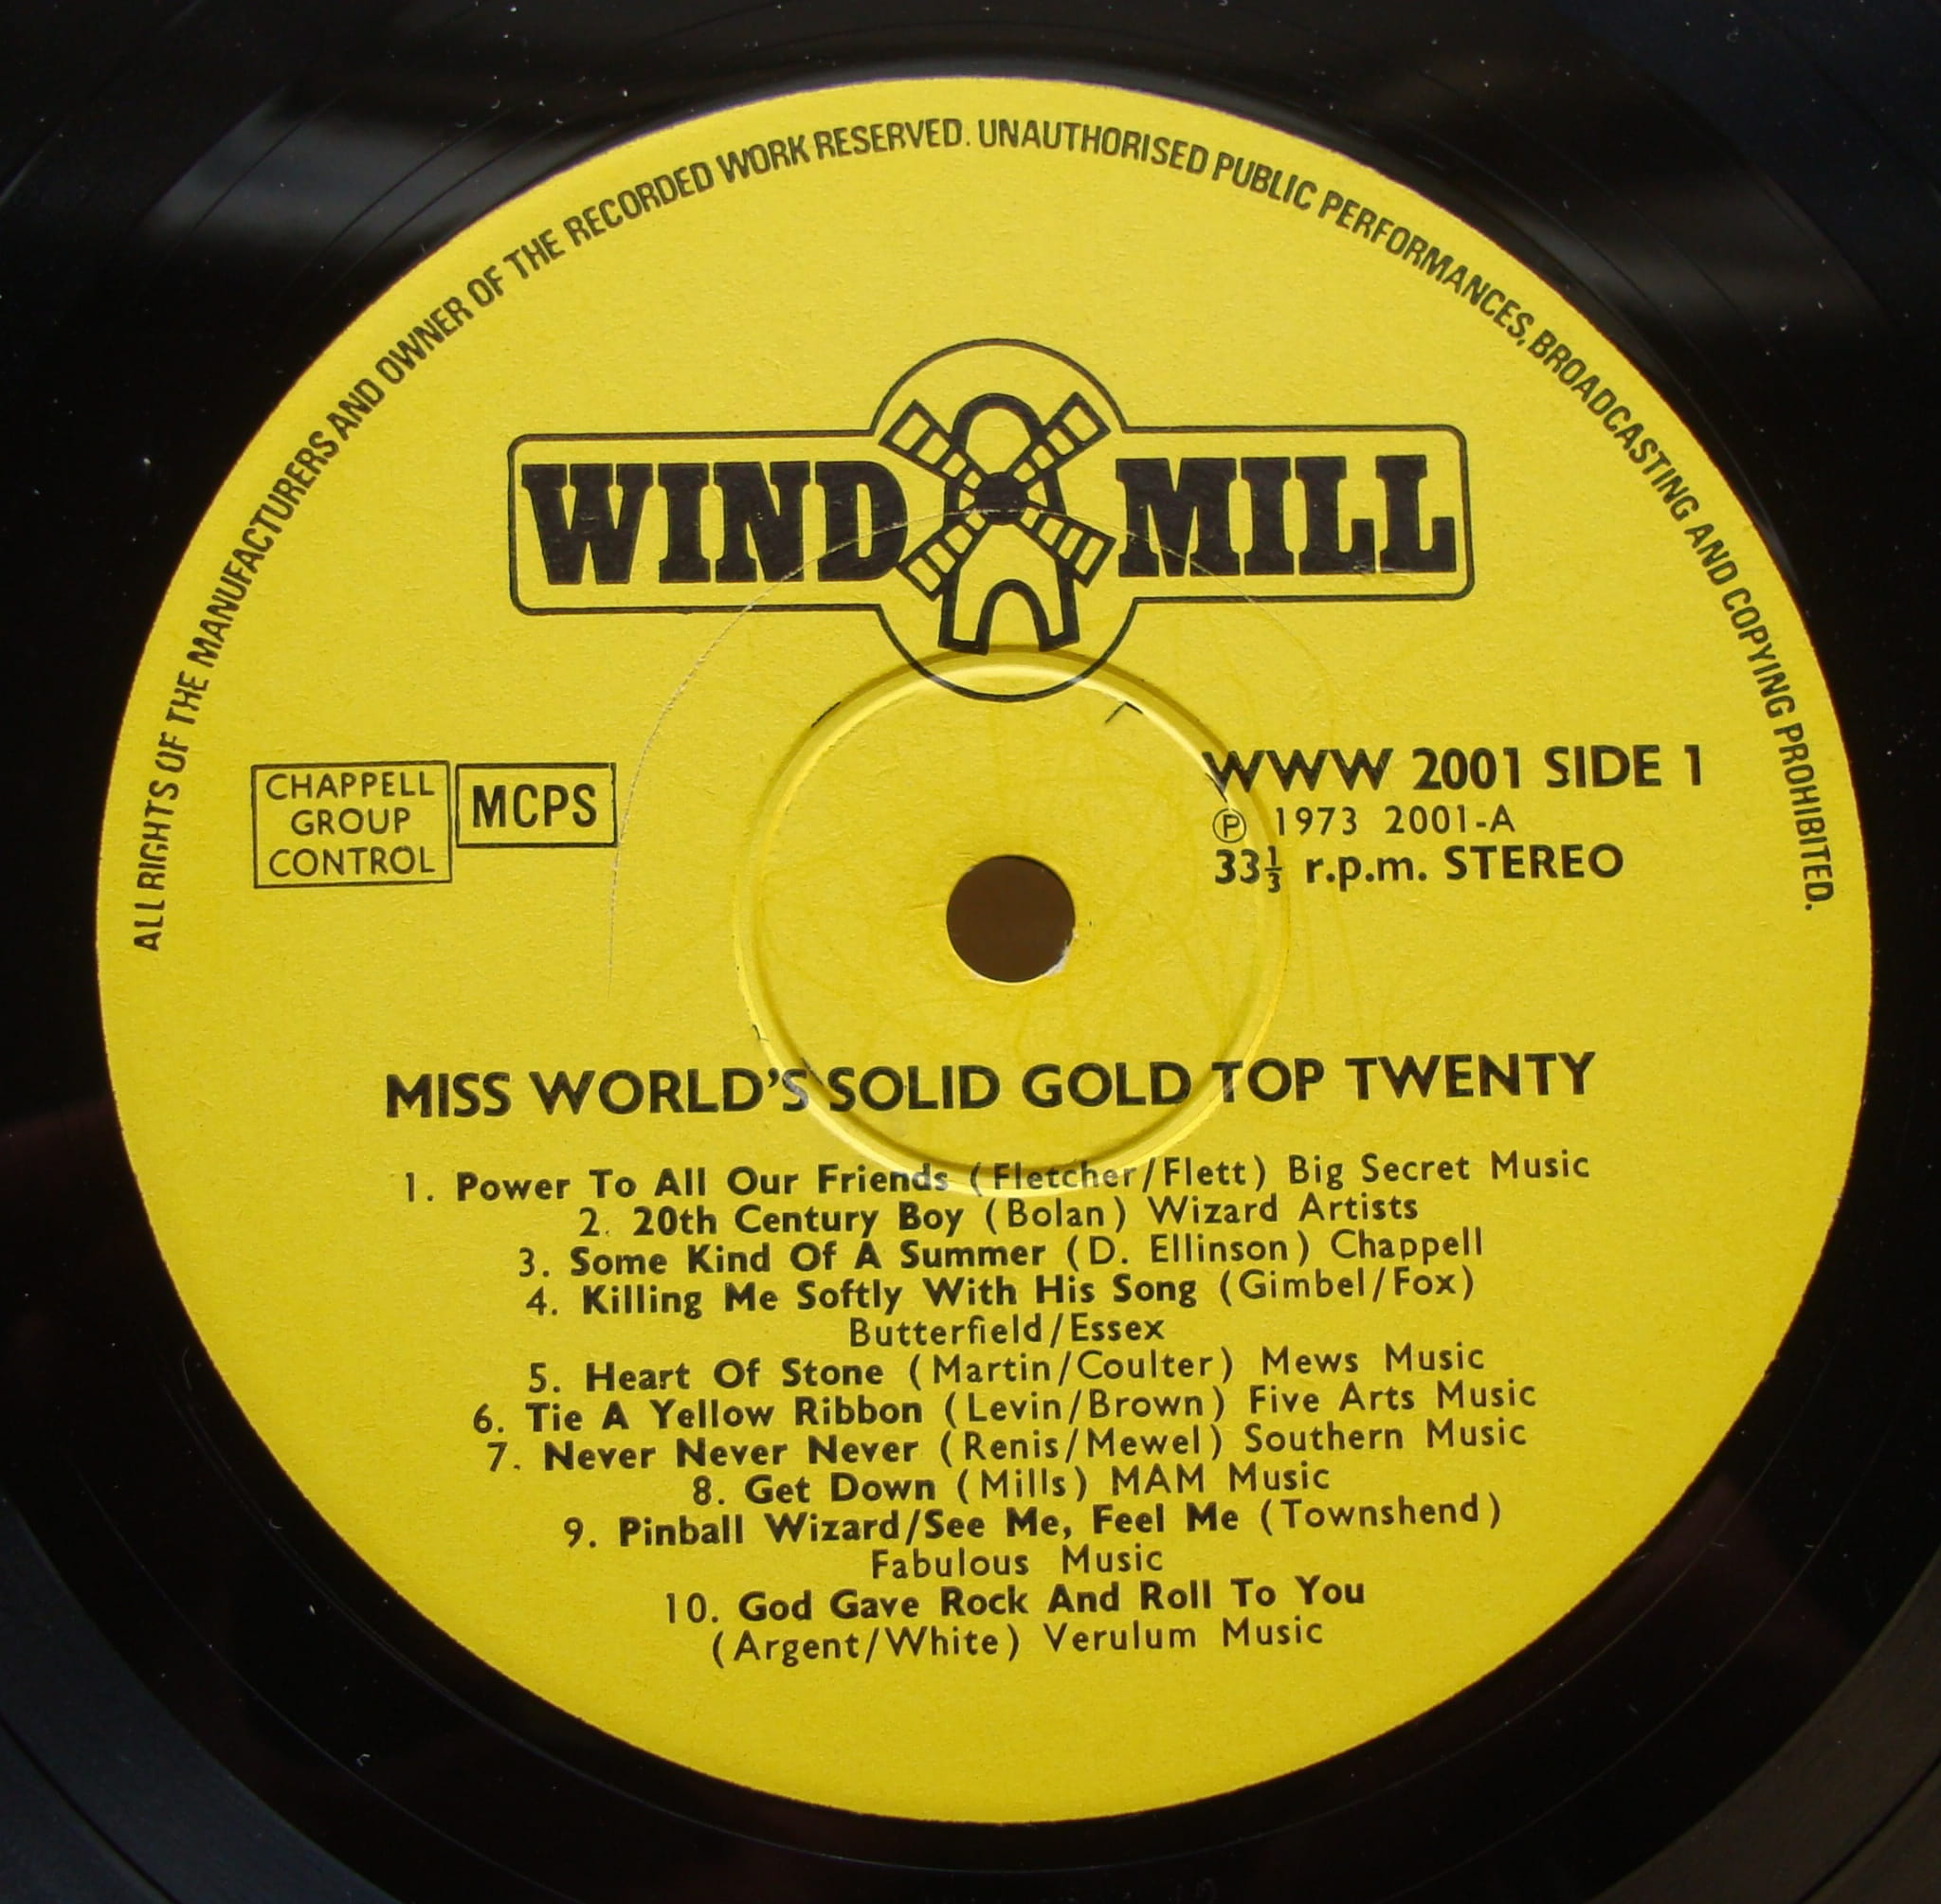 ALL RIGHTS OF THE MANUFACTURERS AND OWNER OF THE RECORDED WORK RESERVED. UNAUTHORISED PUBLIC PERFORMANCES, BROADCASTING AND COPYING PROHIBITED.
WIND MILL
CHAPPELL
GROUP
CONTROL
MCPS
WWW 2001 SIDE 1
℗ 1973 2001-A
33⅓ r.p.m. STEREO
MISS WORLD'S SOLID GOLD TOP TWENTY
1. Power To All Our Friends (Fletcher/Flett) Big Secret Music
2. 20th Century Boy (Bolan) Wizard Artists
3. Some Kind Of A Summer (D. Ellinson) Chappell
4. Killing Me Softly With His Song (Gimbel/Fox)
Butterfield/Essex
5. Heart Of Stone (Martin/Coulter) Mews Music
6. Tie A Yellow Ribbon (Levin/Brown) Five Arts Music
7. Never Never Never (Renis/Mewel) Southern Music
8. Get Down (Mills) MAM Music
9. Pinball Wizard/See Me, Feel Me (Townshend)
Fabulous Music
10. God Gave Rock And Roll To You
(Argent/White) Verulum Music